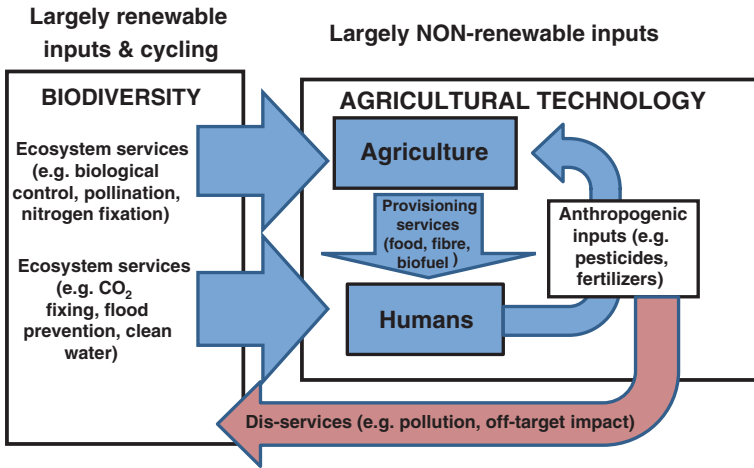 Largely renewable
inputs & cycling
Largely NON-renewable inputs
BIODIVERSITY
Ecosystem services
(e.g. biological
control, pollination,
nitrogen fixation)
Ecosystem services
(e.g. CO₂
fixing, flood
prevention, clean
water)
AGRICULTURAL TECHNOLOGY
Agriculture
Provisioning
services
(food, fibre,
biofuel )
Humans
Anthropogenic
inputs (e.g.
pesticides,
fertilizers)
Dis-services (e.g. pollution, off-target impact)